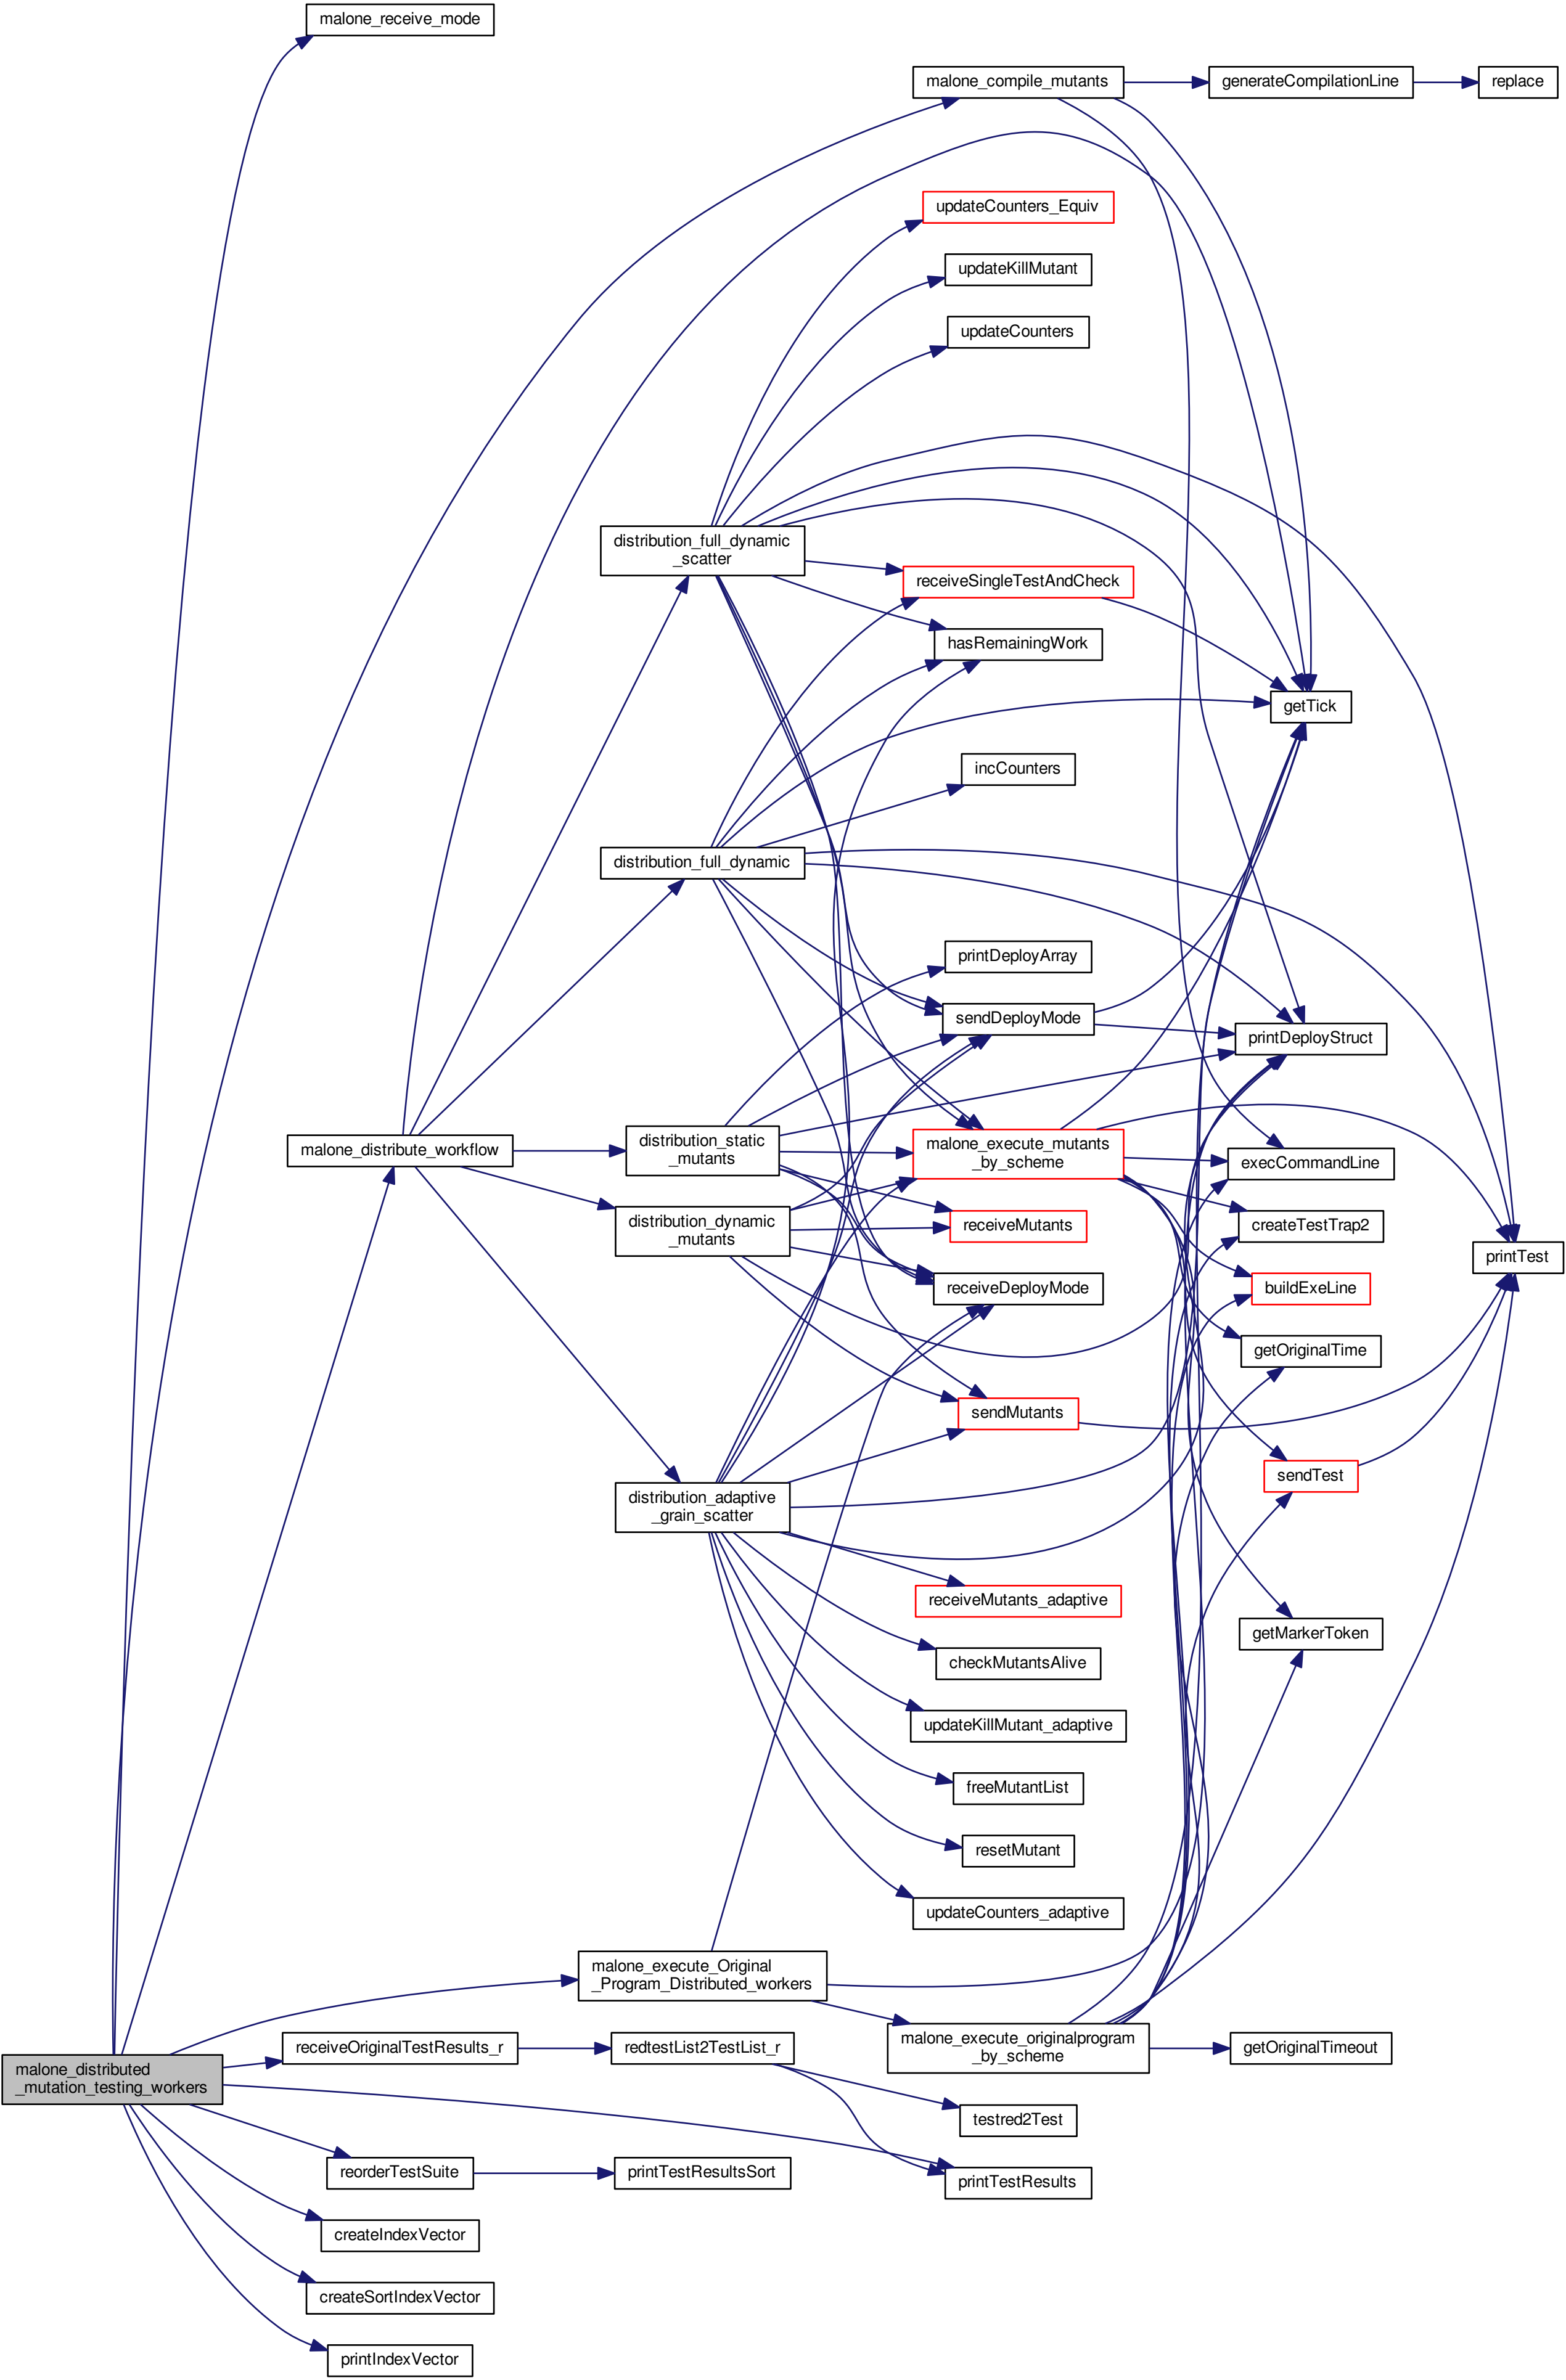 malone_receive_mode
malone_compile_mutants
generateCompilationLine
replace
updateCounters_Equiv
updateKillMutant
updateCounters
distribution_full_dynamic
_scatter
receiveSingleTestAndCheck
hasRemainingWork
getTick
incCounters
distribution_full_dynamic
printDeployArray
sendDeployMode
printDeployStruct
malone_distribute_workflow
distribution_static
_mutants
malone_execute_mutants
_by_scheme
execCommandLine
distribution_dynamic
_mutants
receiveMutants
createTestTrap2
printTest
receiveDeployMode
buildExeLine
getOriginalTime
sendMutants
sendTest
distribution_adaptive
_grain_scatter
receiveMutants_adaptive
getMarkerToken
checkMutantsAlive
updateKillMutant_adaptive
freeMutantList
resetMutant
updateCounters_adaptive
malone_execute_Original
_Program_Distributed_workers
malone_execute_originalprogram
_by_scheme
getOriginalTimeout
receiveOriginalTestResults_r
redtestList2TestList_r
malone_distributed
_mutation_testing_workers
testred2Test
reorderTestSuite
printTestResultsSort
printTestResults
createIndexVector
createSortIndexVector
printIndexVector